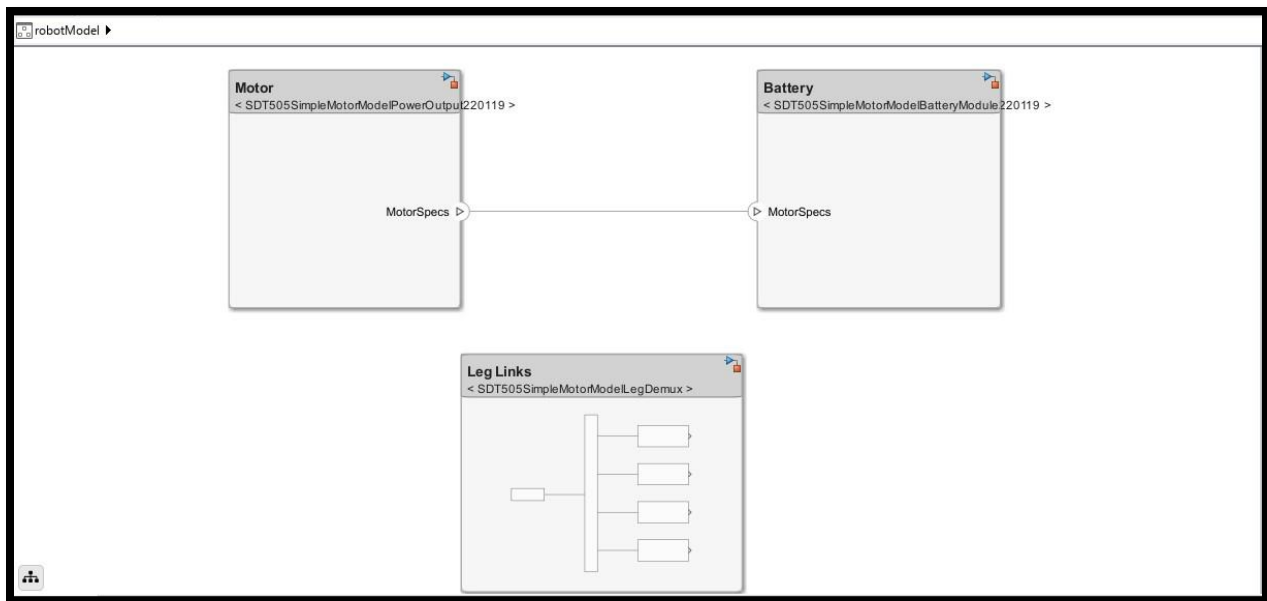 robotModel
Motor
< SDT505SimpleMotorModelPowerOutput220119 >
Battery
< SDT505SimpleMotorModelBatteryModule220119 >
MotorSpecs
MotorSpecs
Leg Links
< SDT505SimpleMotorModelLegDemux >